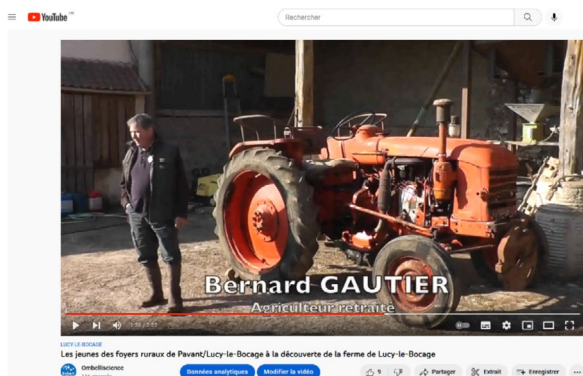 YouTube
Rechercher
Bernard GAUTIER
Agriculteur retraité
LUCY-LE-BOCAGE
Les jeunes des foyers ruraux de Pavant/Lucy-le-Bocage à la découverte de la ferme de Lucy-le-Bocage
Ombelliscience
Données analytiques
Modifier la vidéo
9
Partager
Extrait
Enregistrer